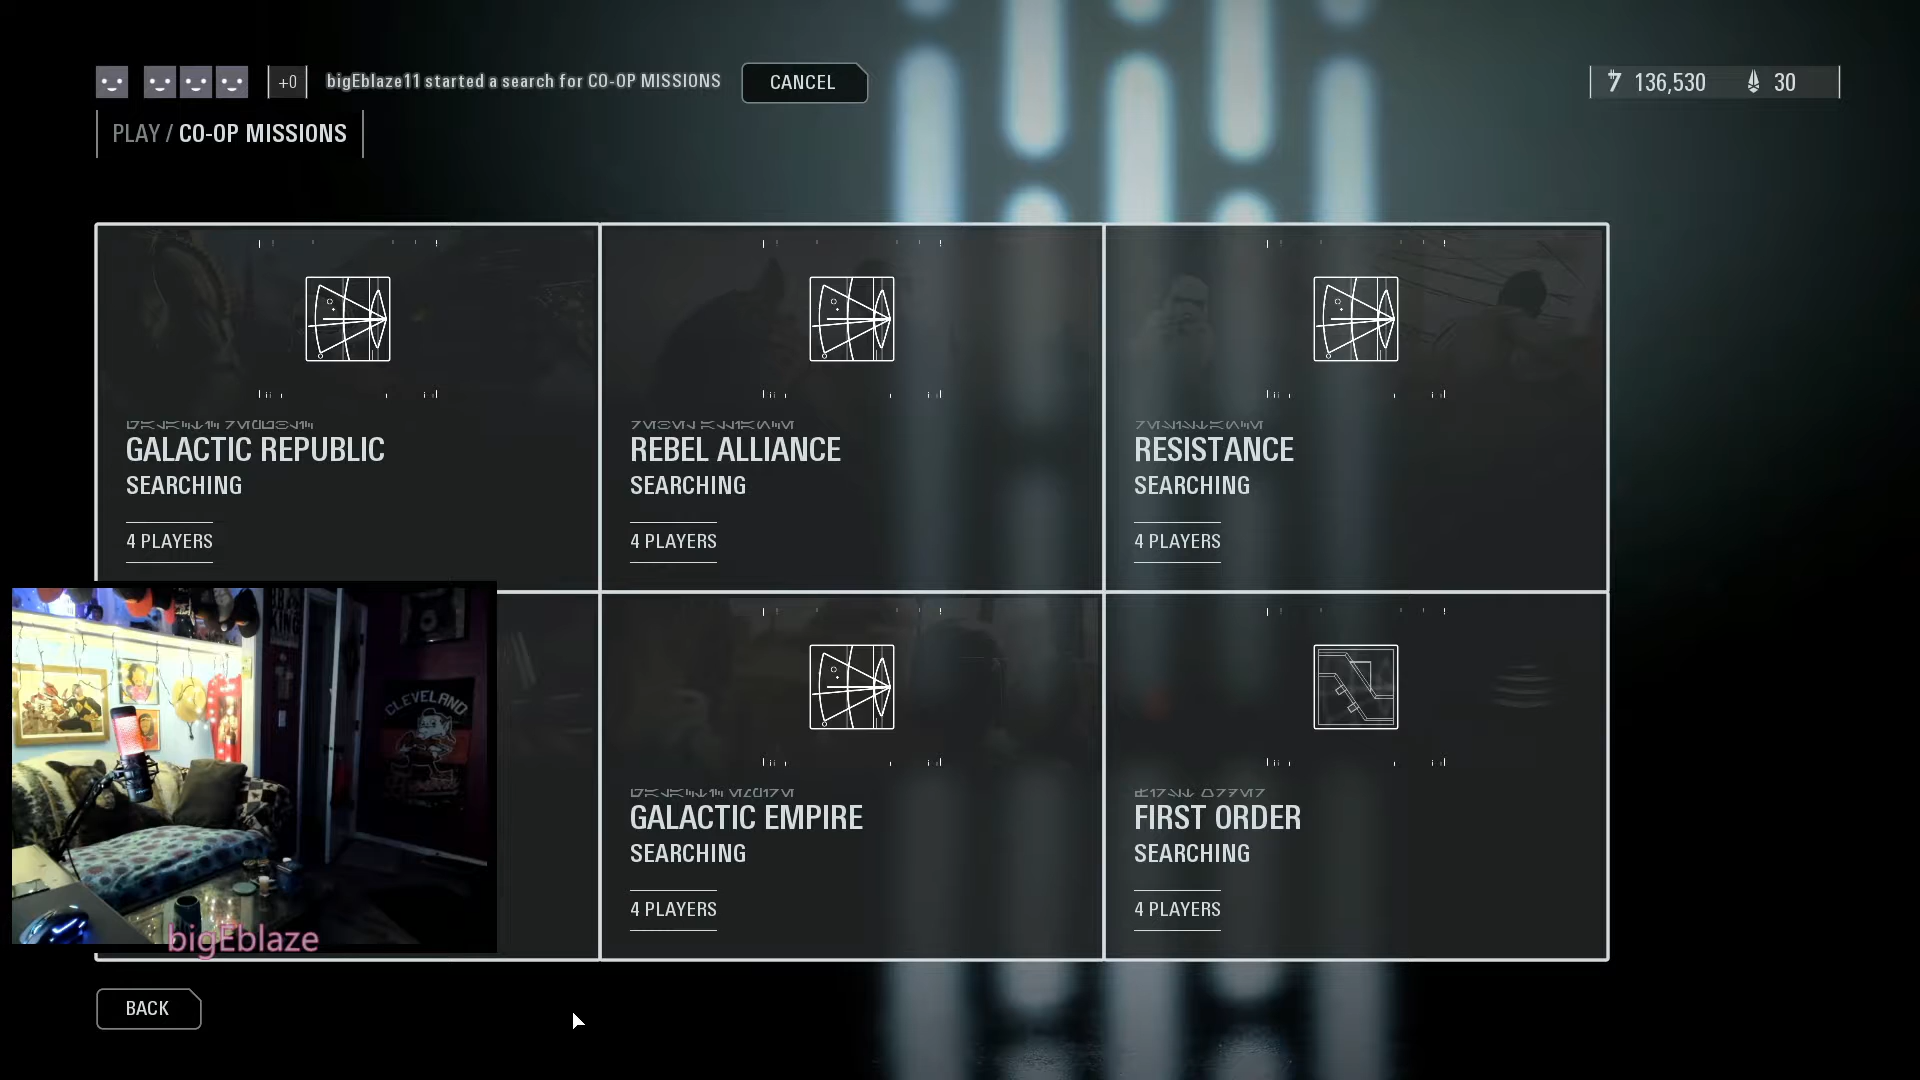 +0 bigEblaze11 started a search for CO-OP MISSIONS CANCEL
7 136,530 30
PLAY / CO-OP MISSIONS
GALACTIC REPUBLIC
SEARCHING
4 PLAYERS
REBEL ALLIANCE
SEARCHING
4 PLAYERS
RESISTANCE
SEARCHING
4 PLAYERS
CLEVELAND
bigEblaze
GALACTIC EMPIRE
SEARCHING
4 PLAYERS
FIRST ORDER
SEARCHING
4 PLAYERS
BACK